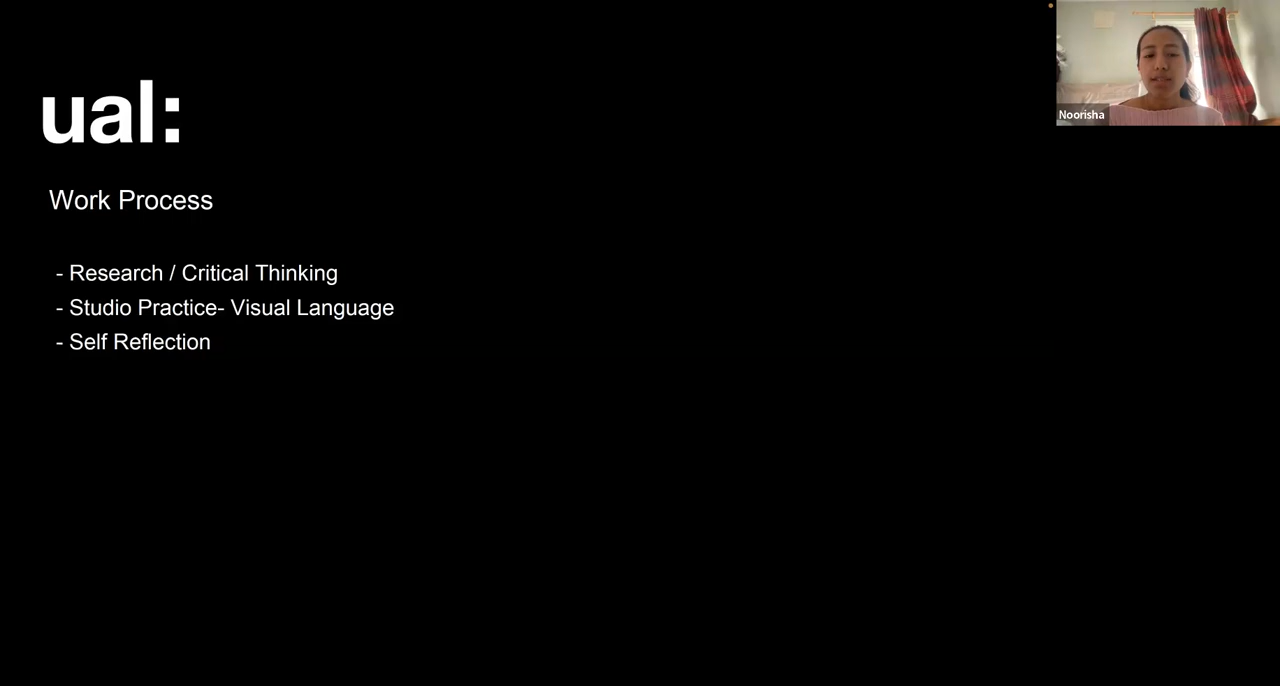 ual:
Work Process
- Research / Critical Thinking
- Studio Practice- Visual Language
- Self Reflection
Noorisha